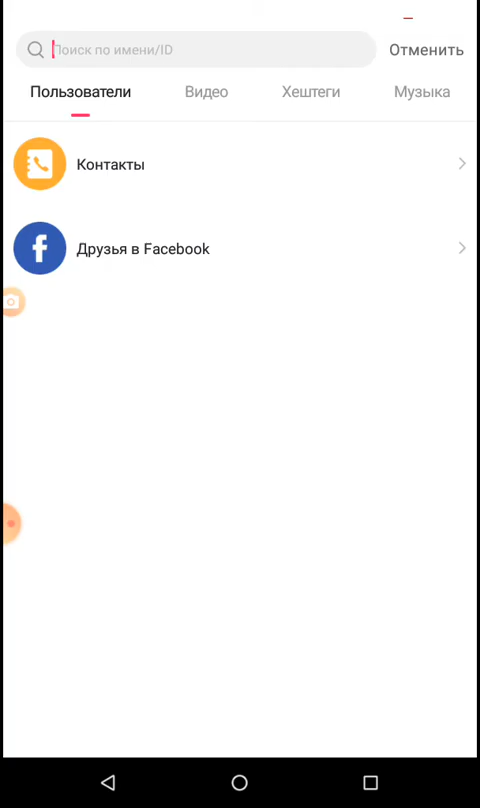 Поиск по имени/ID Отменить
Пользователи Видео Хештеги Музыка
Контакты
Друзья в Facebook